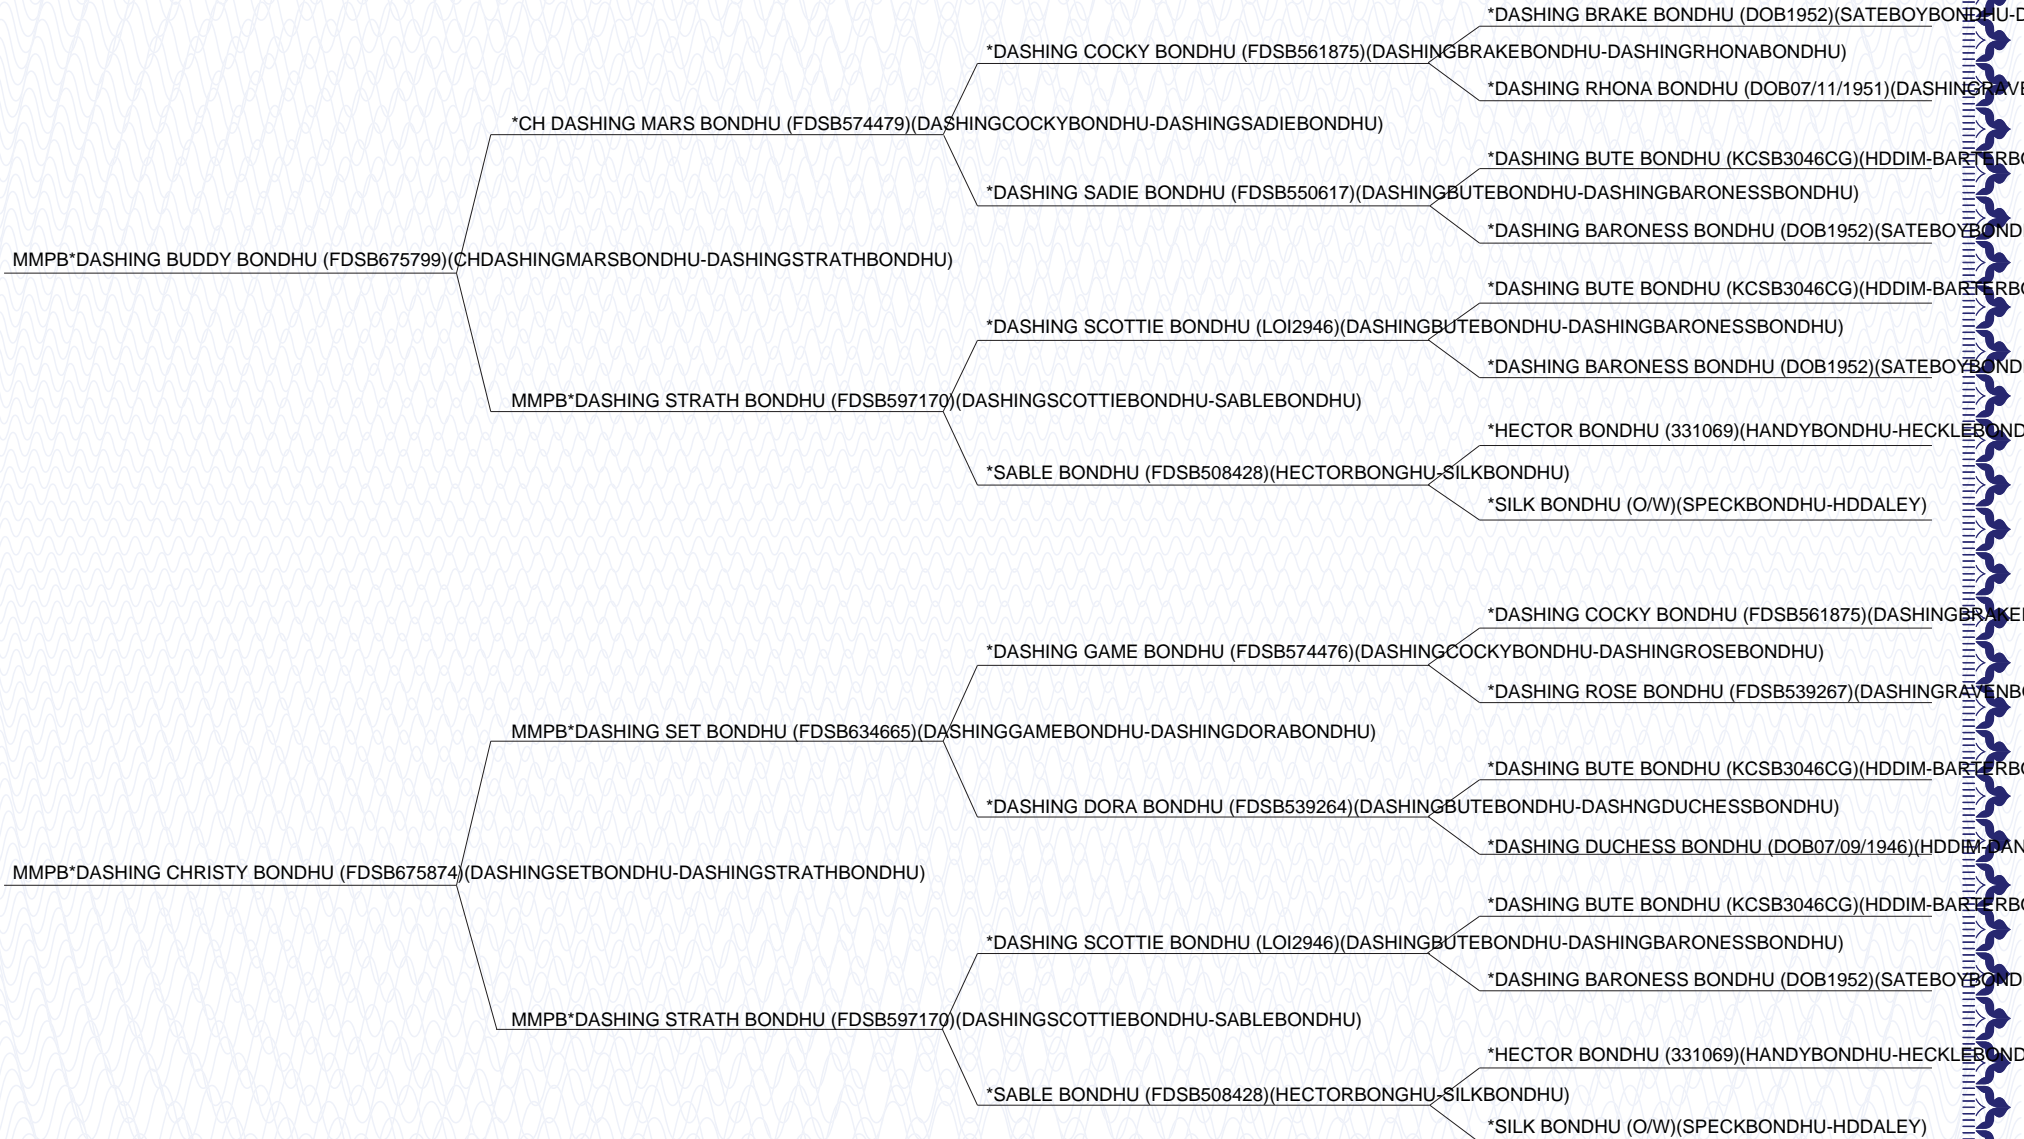 *DASHING BRAKE BONDHU (DOB1952)(SATEBOYBONDHU-D
*DASHING COCKY BONDHU (FDSB561875)(DASHINGBRAKEBONDHU-DASHINGRHONABONDHU)
*DASHING RHONA BONDHU (DOB07/11/1951)(DASHINGRAVE
*CH DASHING MARS BONDHU (FDSB574479)(DASHINGCOCKYBONDHU-DASHINGSADIEBONDHU)
*DASHING BUTE BONDHU (KCSB3046CG)(HDDIM-BARTERBO
*DASHING SADIE BONDHU (FDSB550617)(DASHINGBUTEBONDHU-DASHINGBARONESSBONDHU)
*DASHING BARONESS BONDHU (DOB1952)(SATEBOYBOND
MMPB*DASHING BUDDY BONDHU (FDSB675799)(CHDASHINGMARSBONDHU-DASHINGSTRATHBONDHU)
*DASHING BUTE BONDHU (KCSB3046CG)(HDDIM-BARTERBO
*DASHING SCOTTIE BONDHU (LOI2946)(DASHINGBUTEBONDHU-DASHINGBARONESSBONDHU)
*DASHING BARONESS BONDHU (DOB1952)(SATEBOYBOND
MMPB*DASHING STRATH BONDHU (FDSB597170)(DASHINGSCOTTIEBONDHU-SABLEBONDHU)
*HECTOR BONDHU (331069)(HANDYBONDHU-HECKLEBOND
*SABLE BONDHU (FDSB508428)(HECTORBONGHU-SILKBONDHU)
*SILK BONDHU (O/W)(SPECKBONDHU-HDDALEY)
*DASHING COCKY BONDHU (FDSB561875)(DASHINGBRAKE
*DASHING GAME BONDHU (FDSB574476)(DASHINGCOCKYBONDHU-DASHINGROSEBONDHU)
*DASHING ROSE BONDHU (FDSB539267)(DASHINGRAVENBO
MMPB*DASHING SET BONDHU (FDSB634665)(DASHINGGAMEBONDHU-DASHINGDORABONDHU)
*DASHING BUTE BONDHU (KCSB3046CG)(HDDIM-BARTERBO
*DASHING DORA BONDHU (FDSB539264)(DASHINGBUTEBONDHU-DASHNGDUCHESSBONDHU)
*DASHING DUCHESS BONDHU (DOB07/09/1946)(HDDIM-DAN
MMPB*DASHING CHRISTY BONDHU (FDSB675874)(DASHINGSETBONDHU-DASHINGSTRATHBONDHU)
*DASHING BUTE BONDHU (KCSB3046CG)(HDDIM-BARTERBO
*DASHING SCOTTIE BONDHU (LOI2946)(DASHINGBUTEBONDHU-DASHINGBARONESSBONDHU)
*DASHING BARONESS BONDHU (DOB1952)(SATEBOYBOND
MMPB*DASHING STRATH BONDHU (FDSB597170)(DASHINGSCOTTIEBONDHU-SABLEBONDHU)
*HECTOR BONDHU (331069)(HANDYBONDHU-HECKLEBOND
*SABLE BONDHU (FDSB508428)(HECTORBONGHU-SILKBONDHU)
*SILK BONDHU (O/W)(SPECKBONDHU-HDDALEY)